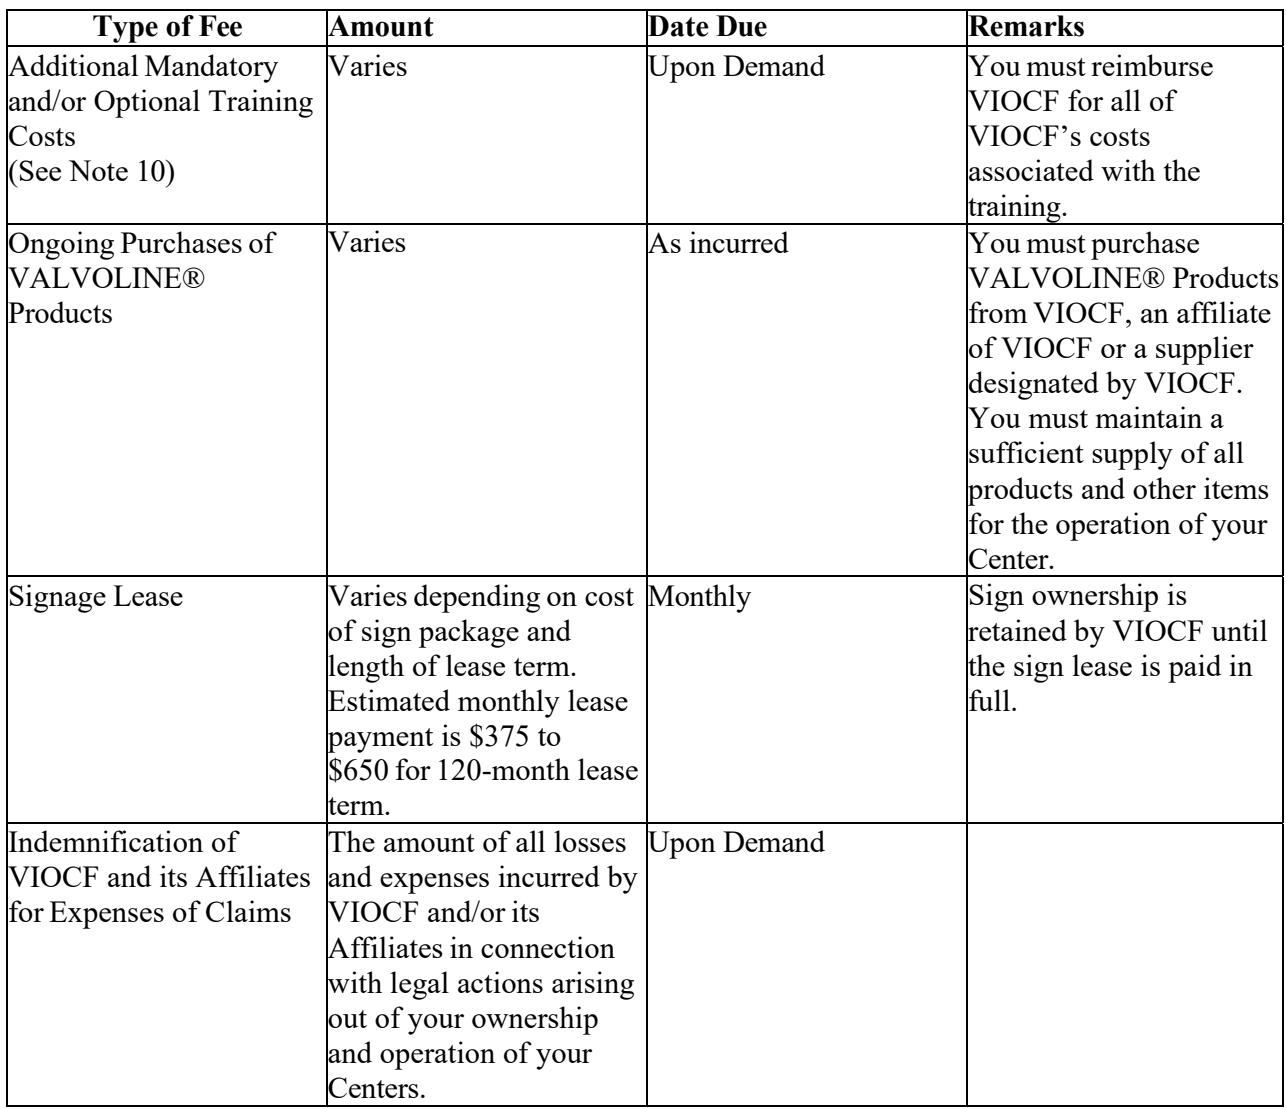 Type of Fee
Amount
Date Due
Remarks
Additional Mandatory
and/or Optional Training
Costs
(See Note 10)
Varies
Upon Demand
You must reimburse
VIOCF for all of
VIOCF’s costs
associated with the
training.
Ongoing Purchases of
VALVOLINE®
Products
Varies
As incurred
You must purchase
VALVOLINE® Products
from VIOCF, an affiliate
of VIOCF or a supplier
designated by VIOCF.
You must maintain a
sufficient supply of all
products and other items
for the operation of your
Center.
Signage Lease
Varies depending on cost
of sign package and
length of lease term.
Estimated monthly lease
payment is $375 to
$650 for 120-month lease
term.
Monthly
Sign ownership is
retained by VIOCF until
the sign lease is paid in
full.
Indemnification of
VIOCF and its Affiliates
for Expenses of Claims
The amount of all losses
and expenses incurred by
VIOCF and/or its
Affiliates in connection
with legal actions arising
out of your ownership
and operation of your
Centers.
Upon Demand